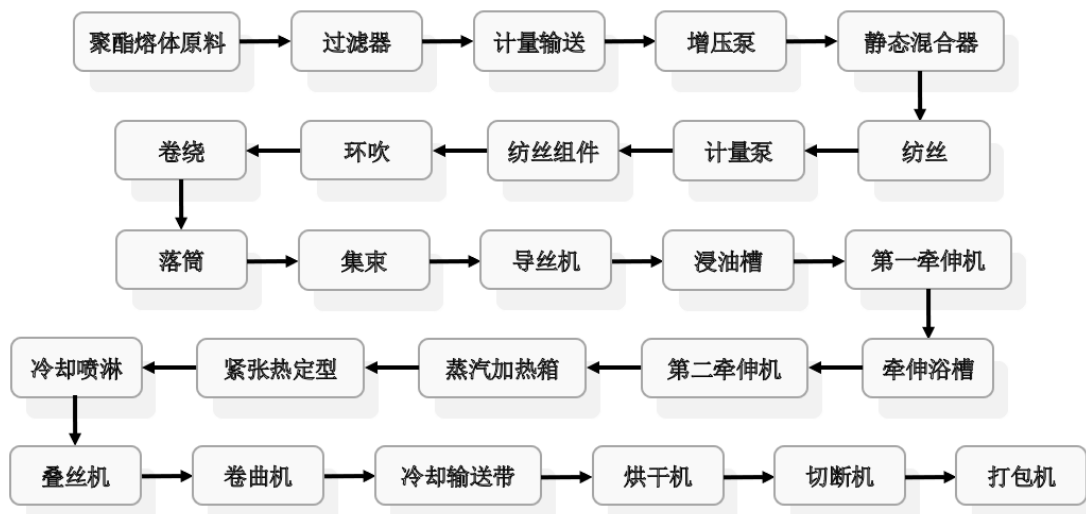 聚酯熔体原料
过滤器
计量输送
增压泵
静态混合器
纺丝
计量泵
纺丝组件
环吹
卷绕
落筒
集束
导丝机
浸油槽
第一牵伸机
牵伸浴槽
第二牵伸机
蒸汽加热箱
紧张热定型
冷却喷淋
叠丝机
卷曲机
冷却输送带
烘干机
切断机
打包机